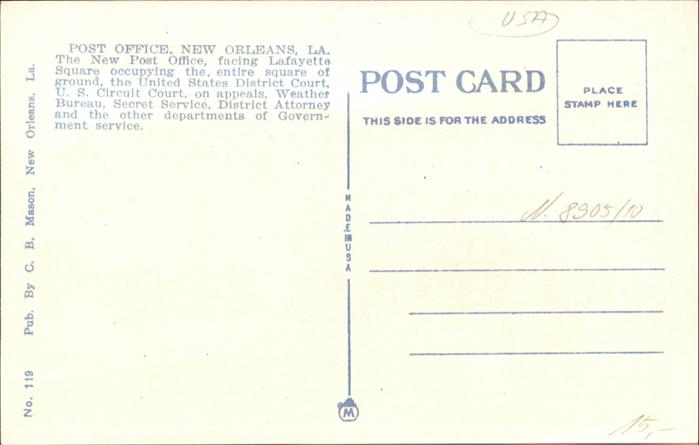 USA
POST OFFICE, NEW ORLEANS, LA.
The New Post Office, facing Lafayette
Square occupying the entire square of
ground, the United States District Court,
U. S. Circuit Court, on appeals, Weather
Bureau, Secret Service, District Attorney
and the other departments of Govern-
ment service.
No. 119 Pub. By C. B. Mason, New Orleans, La.
POST CARD
THIS SIDE IS FOR THE ADDRESS
PLACE
STAMP HERE
MADE IN USA
N. 8905/10
M
15,-